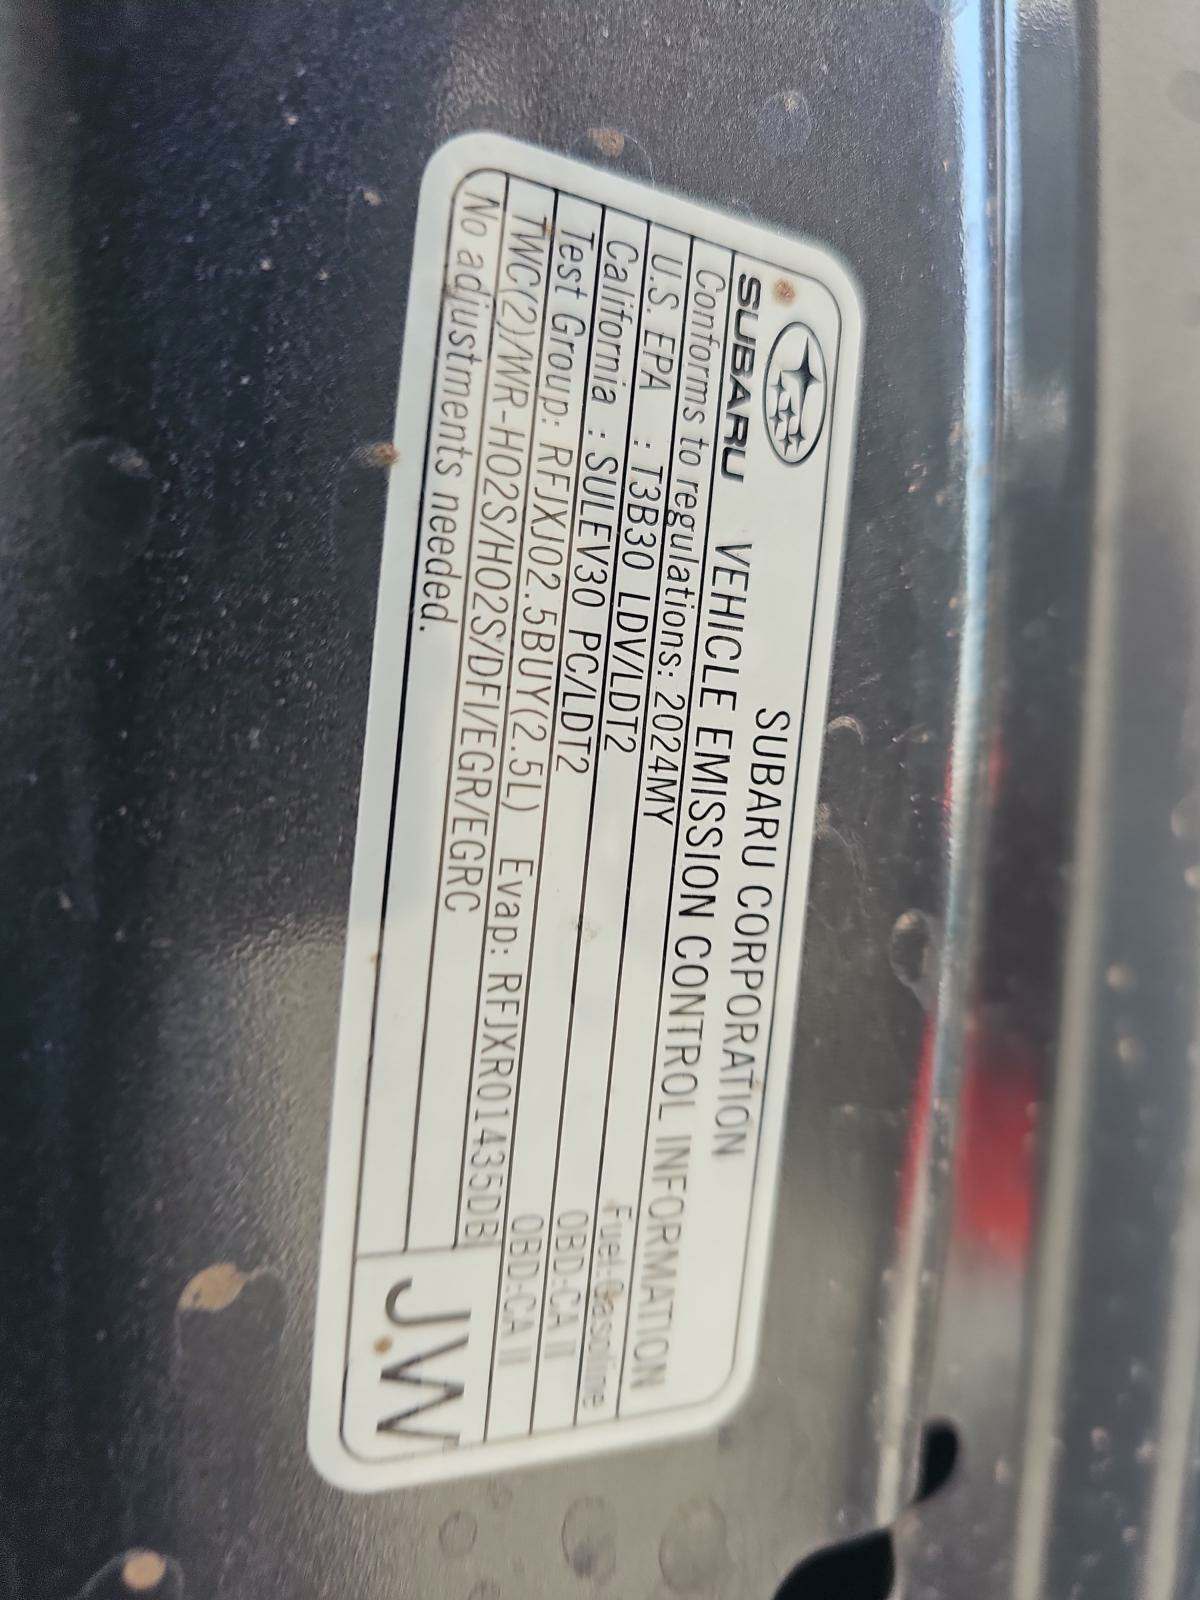 SUBARU CORPORATION
SUBARU VEHICLE EMISSION CONTROL INFORMATION
Conforms to regulations: 2024MY Fuel:Gasoline
U.S. EPA : T3B30 LDV/LDT2 OBD:CA II
California : SULEV30 PC/LDT2 OBD:CA II
Test Group: RFJXJ02.5BUY(2.5L) Evap: RFJXR01435DB
TWC(2)/WR-HO2S/HO2S/DFI/EGR/EGRC
No adjustments needed.
JW